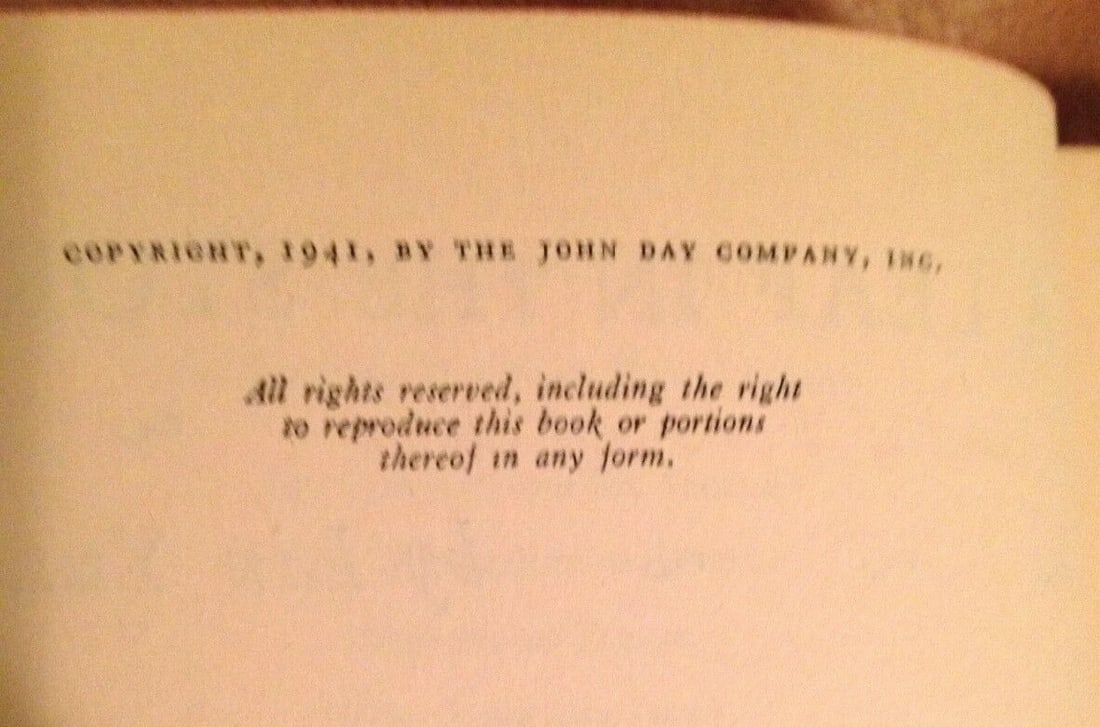 COPYRIGHT, 1941, BY THE JOHN DAY COMPANY, INC.
All rights reserved, including the right
to reproduce this book or portions
thereof in any form.